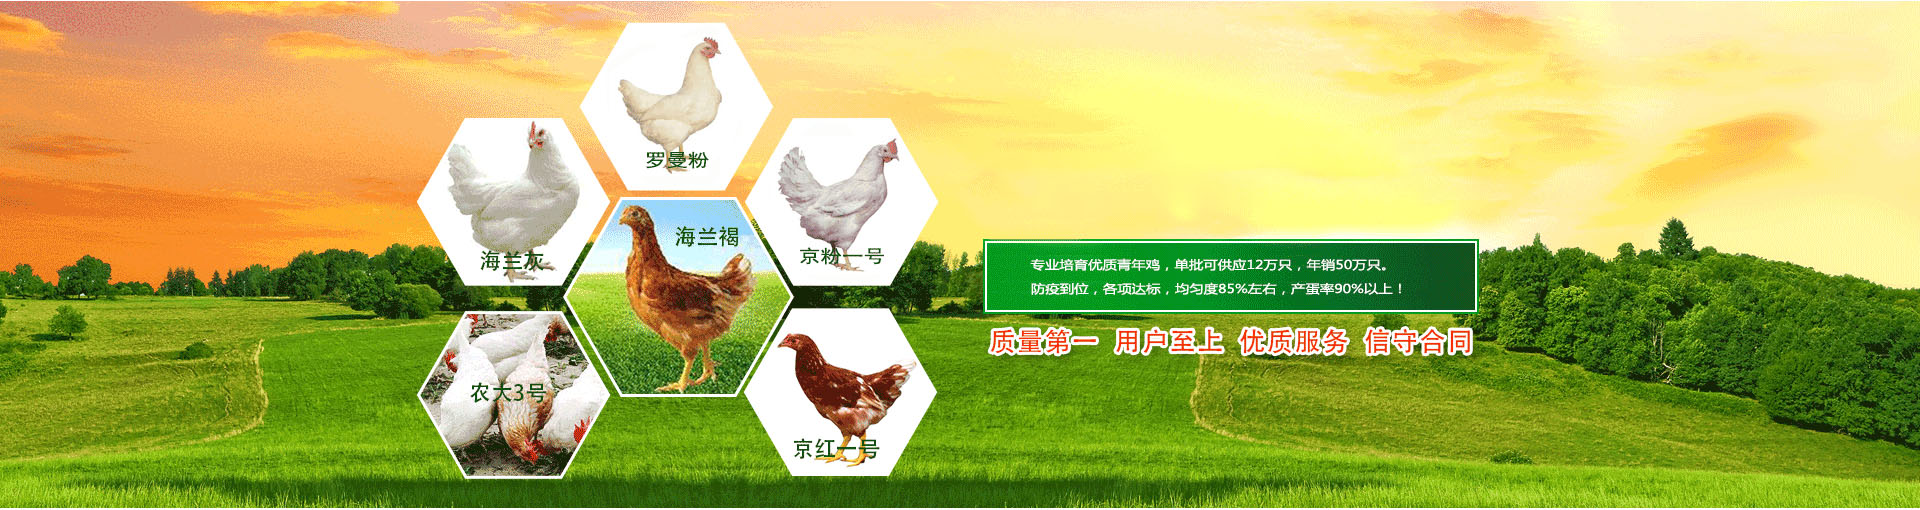 罗曼粉
海兰灰
海兰褐
京粉一号
农大3号
京红一号
专业培育优质青年鸡，单批可供应12万只，年销50万只。
防疫到位，各项达标，均匀度85%左右，产蛋率90%以上！
质量第一 用户至上 优质服务 信守合同